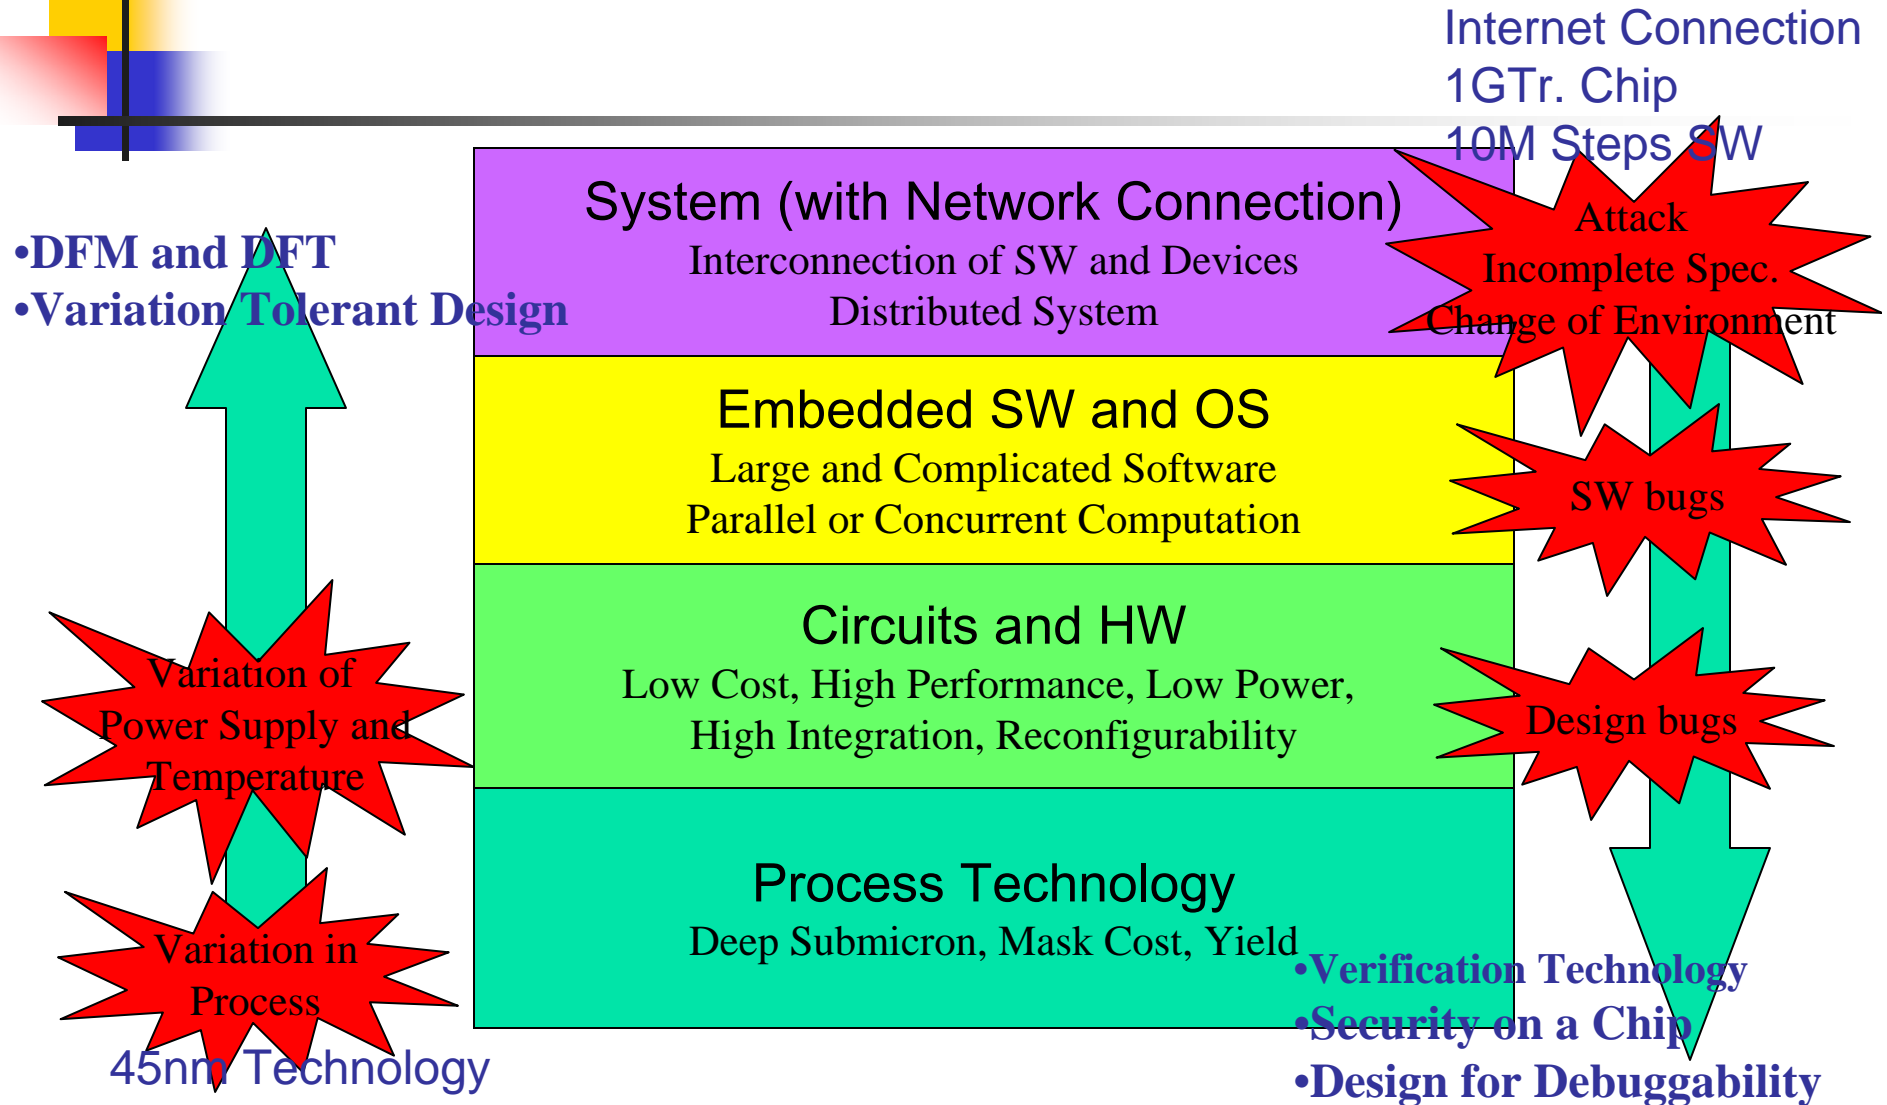 Internet Connection
1GTr. Chip
10M Steps SW
•DFM and DFT
•Variation Tolerant Design
System (with Network Connection)
Interconnection of SW and Devices
Distributed System
Attack
Incomplete Spec.
Change of Environment
Embedded SW and OS
Large and Complicated Software
Parallel or Concurrent Computation
SW bugs
Circuits and HW
Low Cost, High Performance, Low Power,
High Integration, Reconfigurability
Variation of
Power Supply and
Temperature
Design bugs
Process Technology
Deep Submicron, Mask Cost, Yield
Variation in
Process
45nm Technology
•Verification Technology
•Security on a Chip
•Design for Debuggability